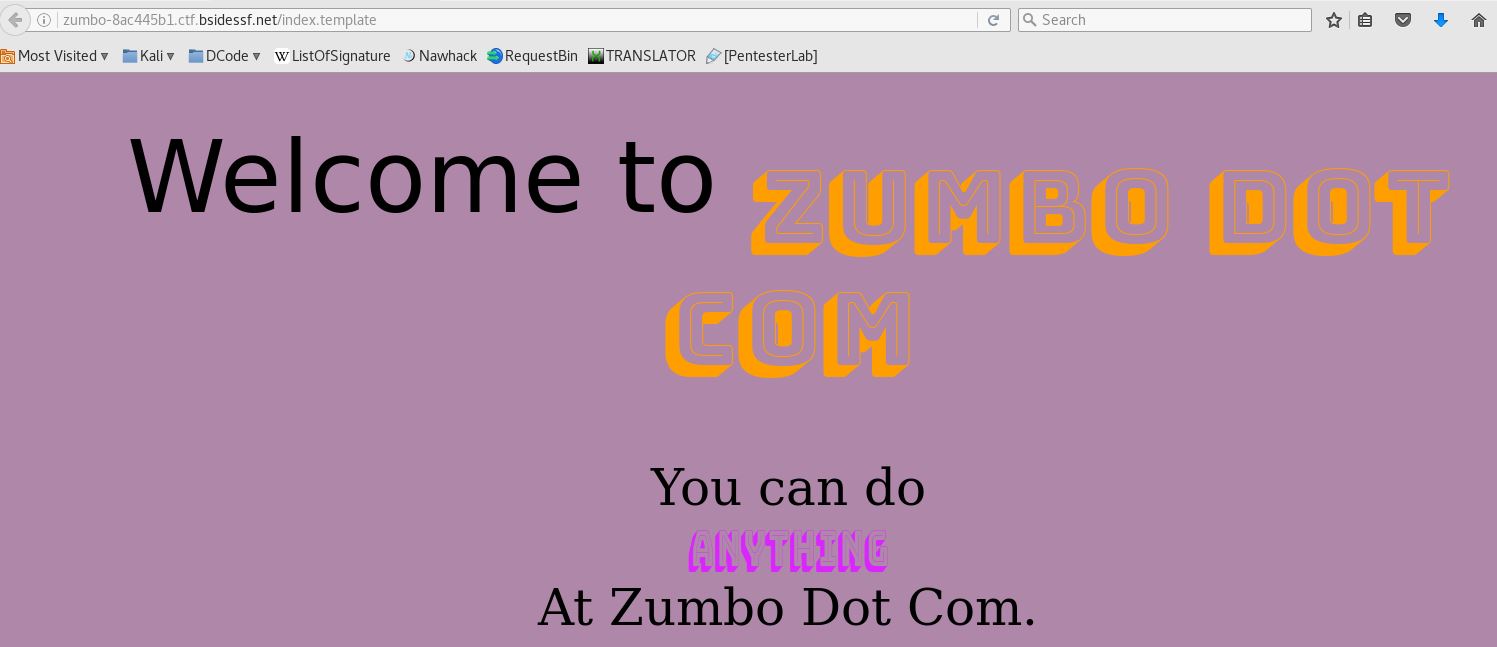 zumbo-8ac445b1.ctf.bsidessf.net/index.template Search
Most Visited Kali DCode ListOfSignature Nawhack RequestBin TRANSLATOR [PentesterLab]
Welcome to ZUMBO DOT
COM
You can do
ANYTHING
At Zumbo Dot Com.